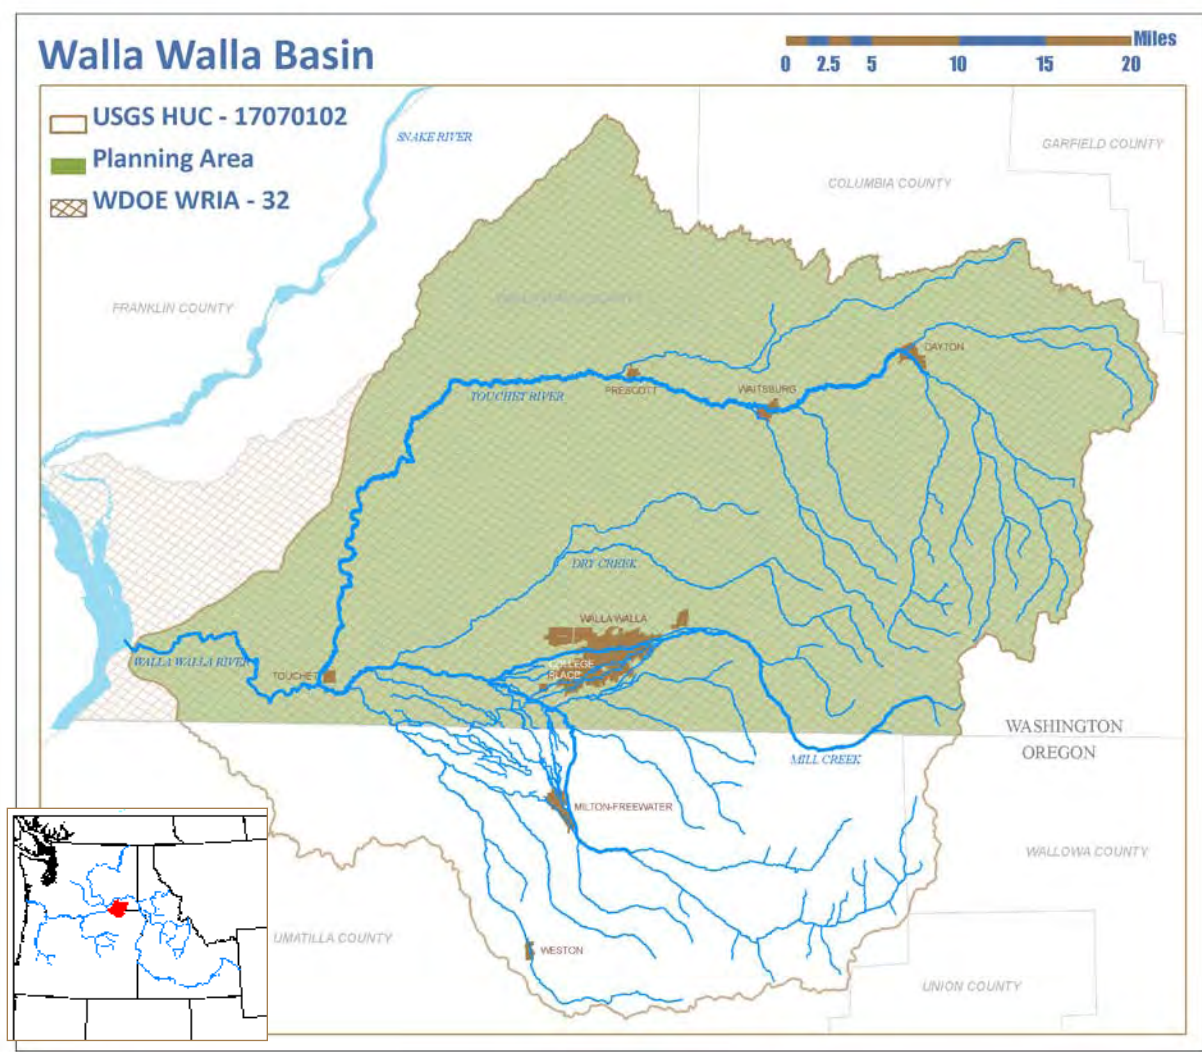 Walla Walla Basin
Miles
0 2.5 5 10 15 20
USGS HUC - 17070102
Planning Area
WDOE WRIA - 32
SNAKE RIVER
GARFIELD COUNTY
COLUMBIA COUNTY
FRANKLIN COUNTY
DAYTON
PRESCOTT
WAITSBURG
TOUCHET RIVER
DRY CREEK
WALLA WALLA
WALLA WALLA RIVER
COLLEGE
PLACE
TOUCHET
WASHINGTON
OREGON
MILL CREEK
MILTON-FREEWATER
WALLOWA COUNTY
UMATILLA COUNTY
WESTON
UNION COUNTY